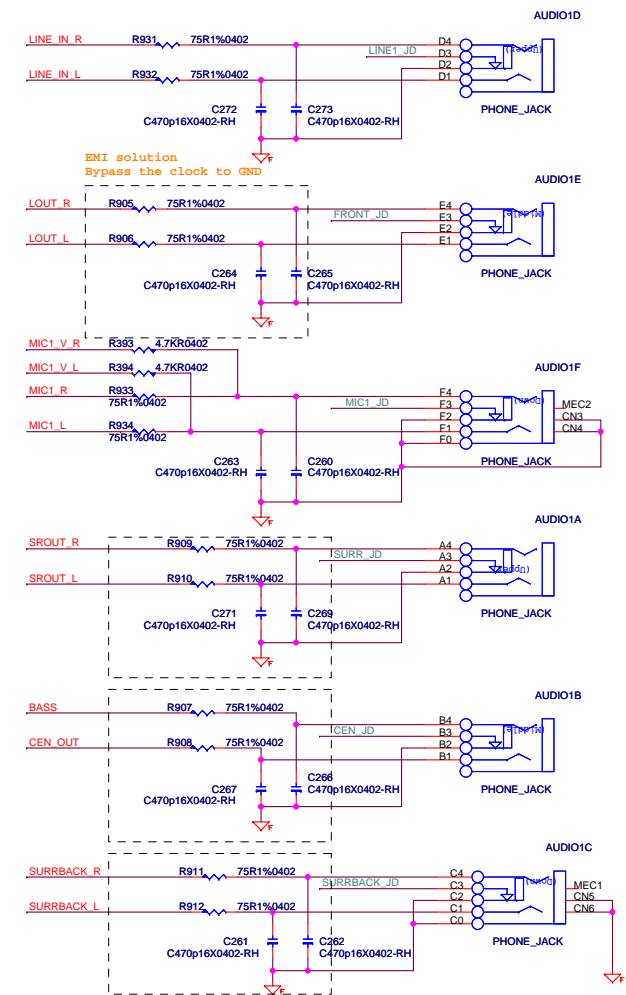 AUDIO1D
LINE_IN_R R931 75R1%0402 D4
LINE1_JD D3
D2
LINE_IN_L R932 75R1%0402 D1
(Upper)
C272 C273
C470p16X0402-RH C470p16X0402-RH
PHONE_JACK
F
EMI solution
Bypass the clock to GND
AUDIO1E
LOUT_R R905 75R1%0402 E4
FRONT_JD E3
E2
LOUT_L R906 75R1%0402 E1
(Middle)
C264 C265
C470p16X0402-RH C470p16X0402-RH
PHONE_JACK
F
MIC1_V_R R393 4.7KR0402
MIC1_V_L R394 4.7KR0402
AUDIO1F
MIC1_R R933 F4
75R1%0402
MIC1_JD F3
F2
MIC1_L R934 F1
75R1%0402
F0
(Down)
MEC2
CN3
CN4
C263 C260
C470p16X0402-RH C470p16X0402-RH
PHONE_JACK
F
AUDIO1A
SROUT_R R909 75R1%0402 A4
SURR_JD A3
A2
SROUT_L R910 75R1%0402 A1
(Upper)
C271 C269
C470p16X0402-RH C470p16X0402-RH
PHONE_JACK
F
AUDIO1B
BASS R907 75R1%0402 B4
CEN_JD B3
CEN_OUT R908 75R1%0402 B2
B1
(Middle)
C267 C266
C470p16X0402-RH C470p16X0402-RH
PHONE_JACK
F
AUDIO1C
SURRBACK_R R911 75R1%0402 C4
SURRBACK_JD C3
C2
SURRBACK_L R912 75R1%0402 C1
C0
(Down)
MEC1
CN5
CN6
C261 C262
C470p16X0402-RH C470p16X0402-RH
PHONE_JACK
F
F